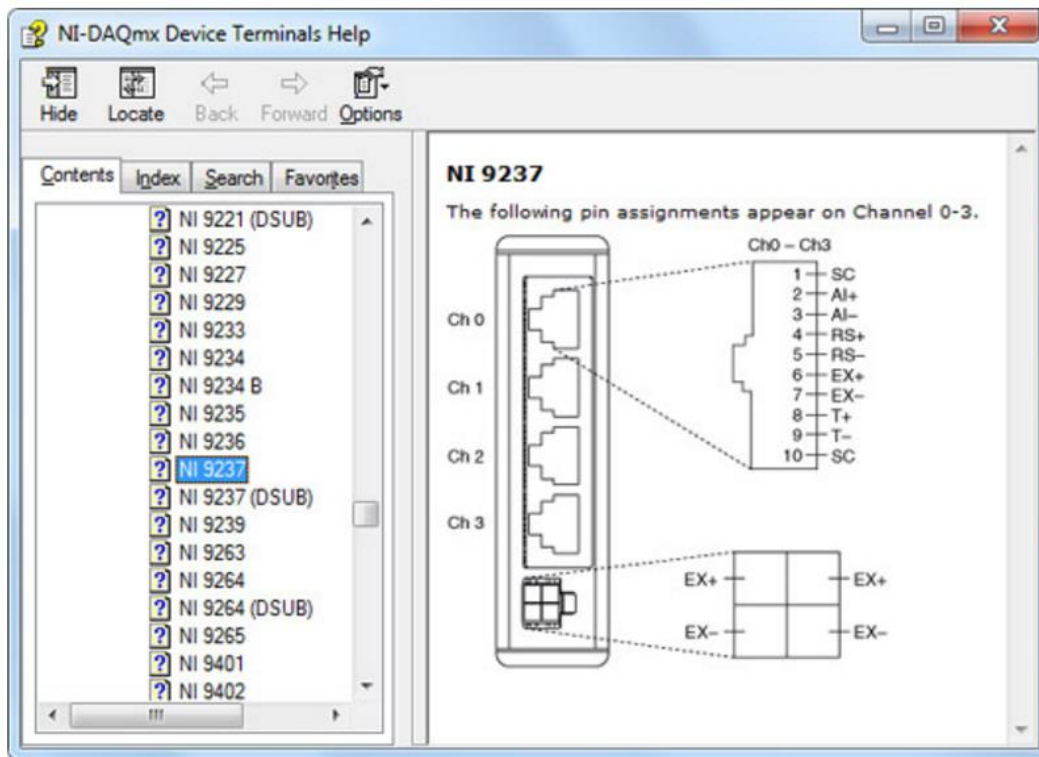 NI-DAQmx Device Terminals Help
Hide Locate Back Forward Options
Contents Index Search Favorites
NI 9221 (DSUB)
NI 9225
NI 9227
NI 9229
NI 9233
NI 9234
NI 9234 B
NI 9235
NI 9236
NI 9237
NI 9237 (DSUB)
NI 9239
NI 9263
NI 9264
NI 9264 (DSUB)
NI 9265
NI 9401
NI 9402
NI 9237
The following pin assignments appear on Channel 0-3.
Ch0 – Ch3
Ch 0
Ch 1
Ch 2
Ch 3
1 SC
2 AI+
3 AI–
4 RS+
5 RS–
6 EX+
7 EX–
8 T+
9 T–
10 SC
EX+ EX+
EX– EX–